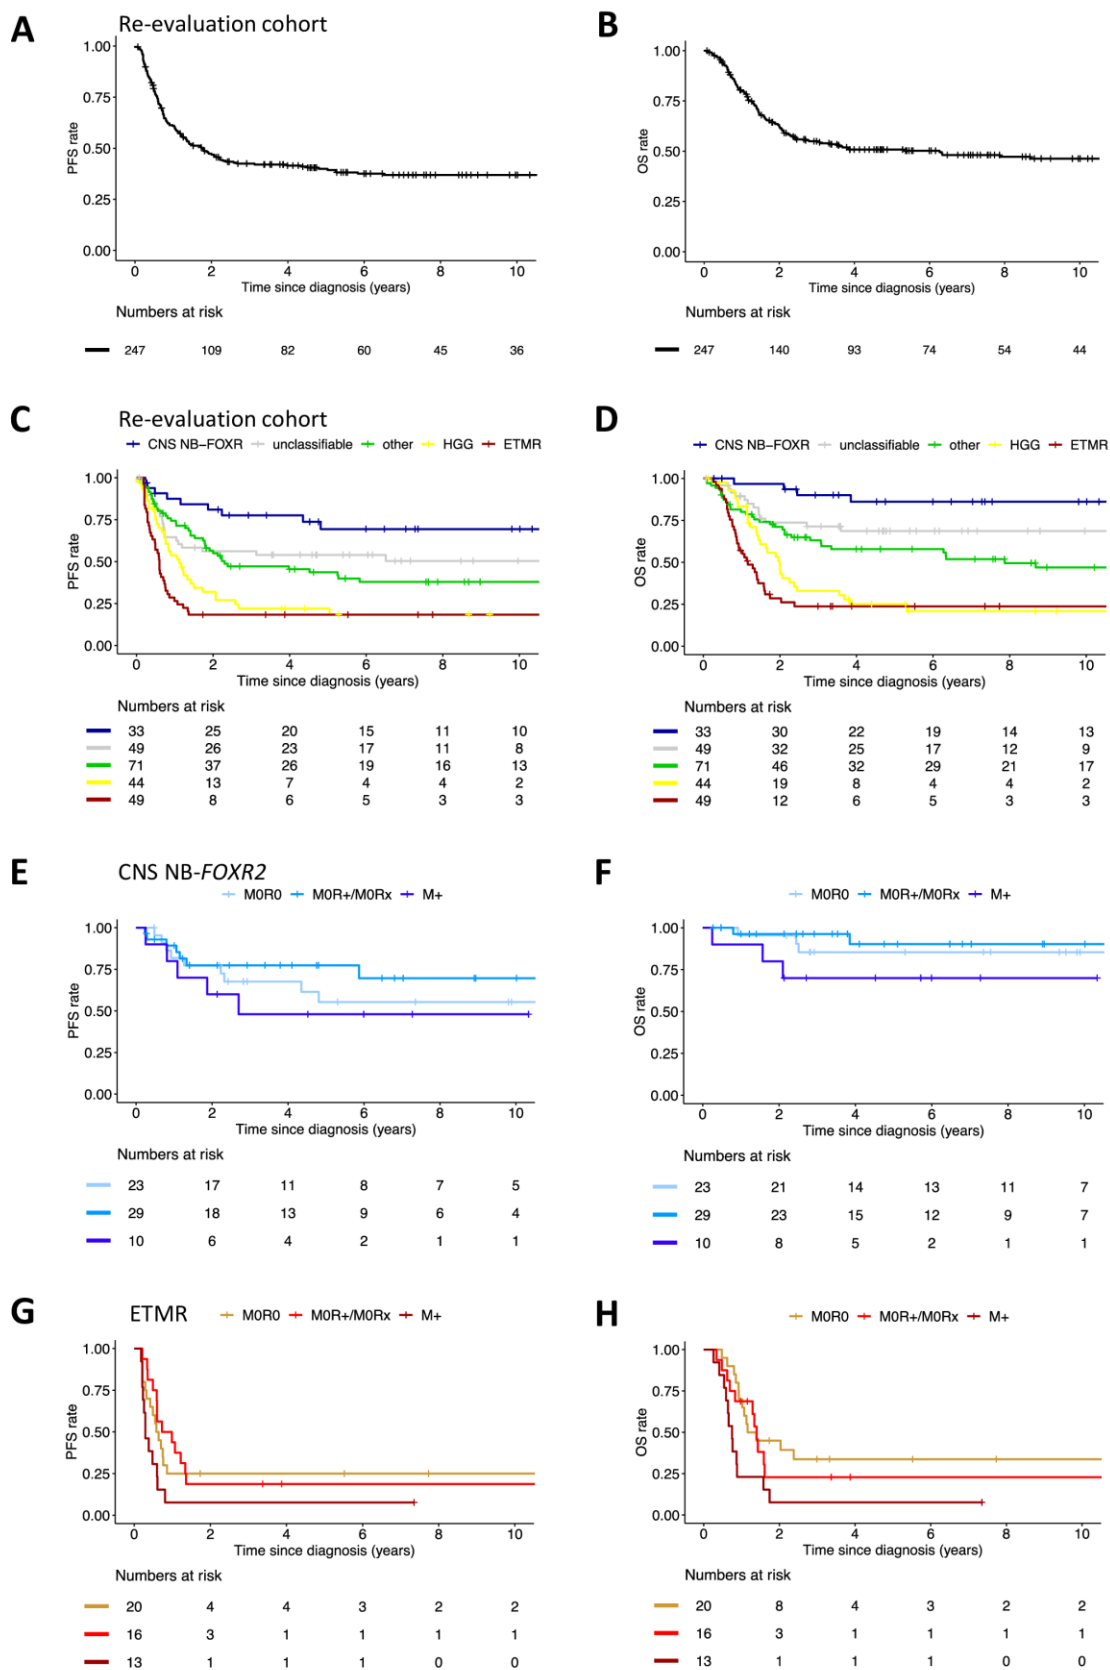 A
Re-evaluation cohort
1.00
0.75
0.50
0.25
0.00
PFS rate
0 2 4 6 8 10
Time since diagnosis (years)
Numbers at risk
247 109 82 60 45 36
B
1.00
0.75
0.50
0.25
0.00
OS rate
0 2 4 6 8 10
Time since diagnosis (years)
Numbers at risk
247 140 93 74 54 44
C
Re-evaluation cohort
CNS NB-FOXR unclassifiable other HGG ETMR
1.00
0.75
0.50
0.25
0.00
PFS rate
0 2 4 6 8 10
Time since diagnosis (years)
Numbers at risk
33 25 20 15 11 10
49 26 23 17 11 8
71 37 26 19 16 13
44 13 7 4 4 2
49 8 6 5 3 3
D
CNS NB-FOXR unclassifiable other HGG ETMR
1.00
0.75
0.50
0.25
0.00
OS rate
0 2 4 6 8 10
Time since diagnosis (years)
Numbers at risk
33 30 22 19 14 13
49 32 25 17 12 9
71 46 32 29 21 17
44 19 8 4 4 2
49 12 6 5 3 3
E
CNS NB-FOXR2
M0R0 M0R+/M0Rx M+
1.00
0.75
0.50
0.25
0.00
PFS rate
0 2 4 6 8 10
Time since diagnosis (years)
Numbers at risk
23 17 11 8 7 5
29 18 13 9 6 4
10 6 4 2 1 1
F
M0R0 M0R+/M0Rx M+
1.00
0.75
0.50
0.25
0.00
OS rate
0 2 4 6 8 10
Time since diagnosis (years)
Numbers at risk
23 21 14 13 11 7
29 23 15 12 9 7
10 8 5 2 1 1
G
ETMR
M0R0 M0R+/M0Rx M+
1.00
0.75
0.50
0.25
0.00
PFS rate
0 2 4 6 8 10
Time since diagnosis (years)
Numbers at risk
20 4 4 3 2 2
16 3 1 1 1 1
13 1 1 1 0 0
H
M0R0 M0R+/M0Rx M+
1.00
0.75
0.50
0.25
0.00
OS rate
0 2 4 6 8 10
Time since diagnosis (years)
Numbers at risk
20 8 4 3 2 2
16 3 1 1 1 1
13 1 1 1 0 0